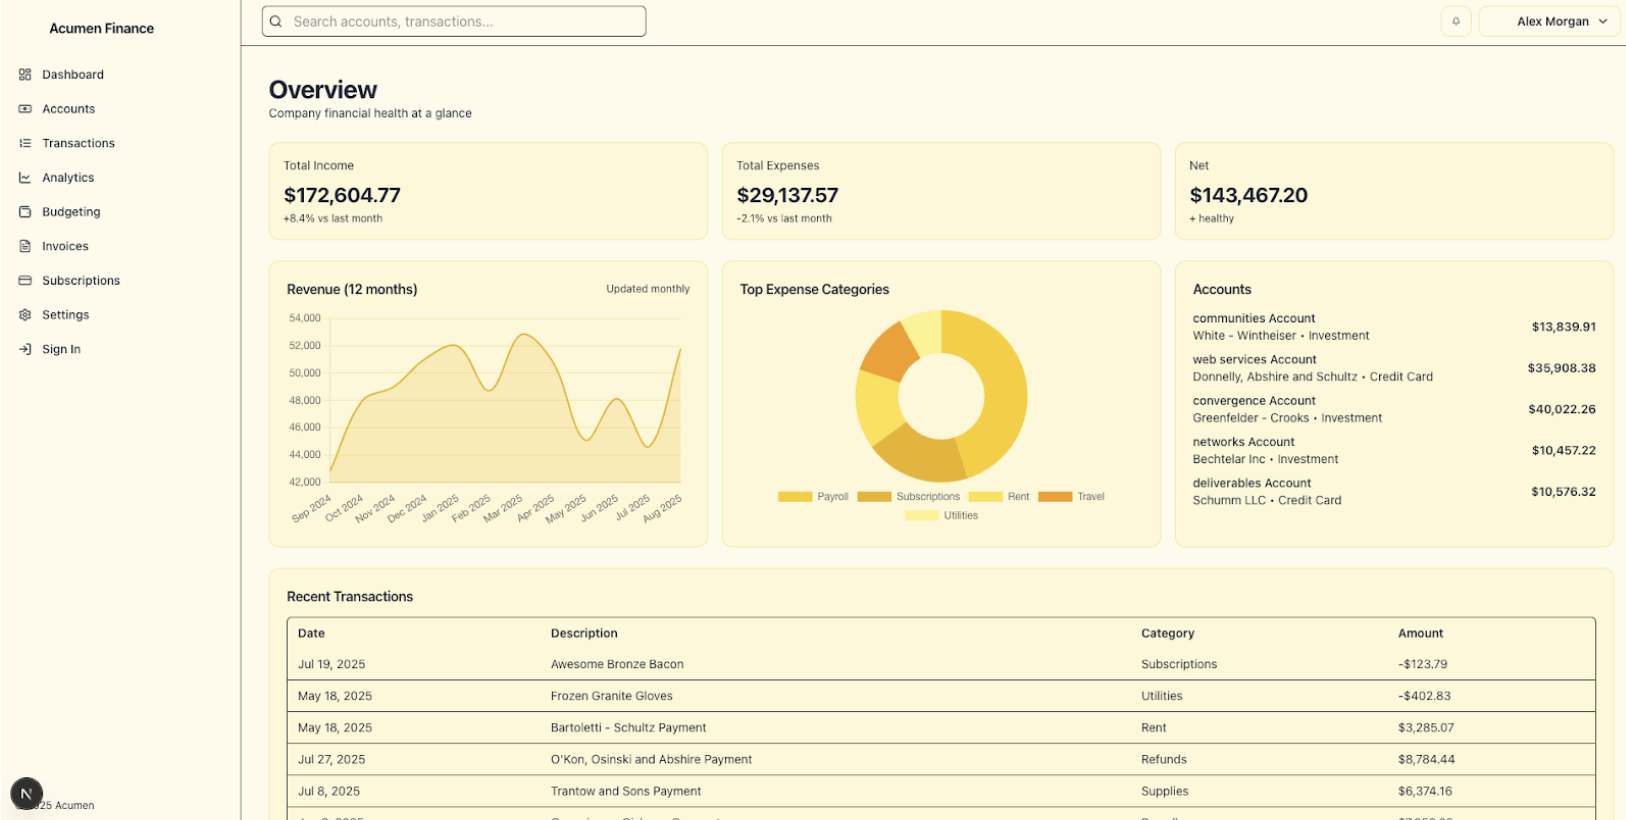 Acumen Finance
Search accounts, transactions...
Alex Morgan
Dashboard
Accounts
Transactions
Analytics
Budgeting
Invoices
Subscriptions
Settings
Sign In
N
25 Acumen
Overview
Company financial health at a glance
Total Income
$172,604.77
+8.4% vs last month
Total Expenses
$29,137.57
-2.1% vs last month
Net
$143,467.20
+ healthy
Revenue (12 months)
Updated monthly
54,000
52,000
50,000
48,000
46,000
44,000
42,000
Sep 2024 Oct 2024 Nov 2024 Dec 2024 Jan 2025 Feb 2025 Mar 2025 Apr 2025 May 2025 Jun 2025 Jul 2025 Aug 2025
Top Expense Categories
Payroll Subscriptions Rent Travel
Utilities
Accounts
communities Account
White - Wintheiser • Investment
$13,839.91
web services Account
Donnelly, Abshire and Schultz • Credit Card
$35,908.38
convergence Account
Greenfelder - Crooks • Investment
$40,022.26
networks Account
Bechtelar Inc • Investment
$10,457.22
deliverables Account
Schumm LLC • Credit Card
$10,576.32
Recent Transactions
Date Description Category Amount
Jul 19, 2025 Awesome Bronze Bacon Subscriptions -$123.79
May 18, 2025 Frozen Granite Gloves Utilities -$402.83
May 18, 2025 Bartoletti - Schultz Payment Rent $3,285.07
Jul 27, 2025 O'Kon, Osinski and Abshire Payment Refunds $8,784.44
Jul 8, 2025 Trantow and Sons Payment Supplies $6,374.16